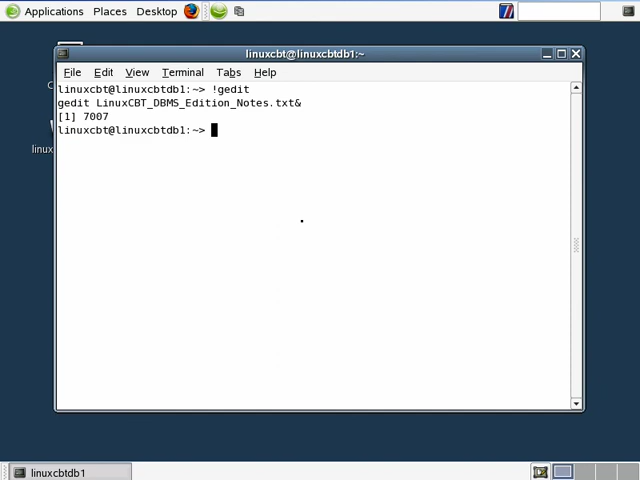 Applications Places Desktop
linuxcbt@linuxcbtdb1:~
File Edit View Terminal Tabs Help
linuxcbt@linuxcbtdb1:~> !gedit
gedit LinuxCBT_DBMS_Edition_Notes.txt&
[1] 7007
linuxcbt@linuxcbtdb1:~>
C
linux
linuxcbtdb1